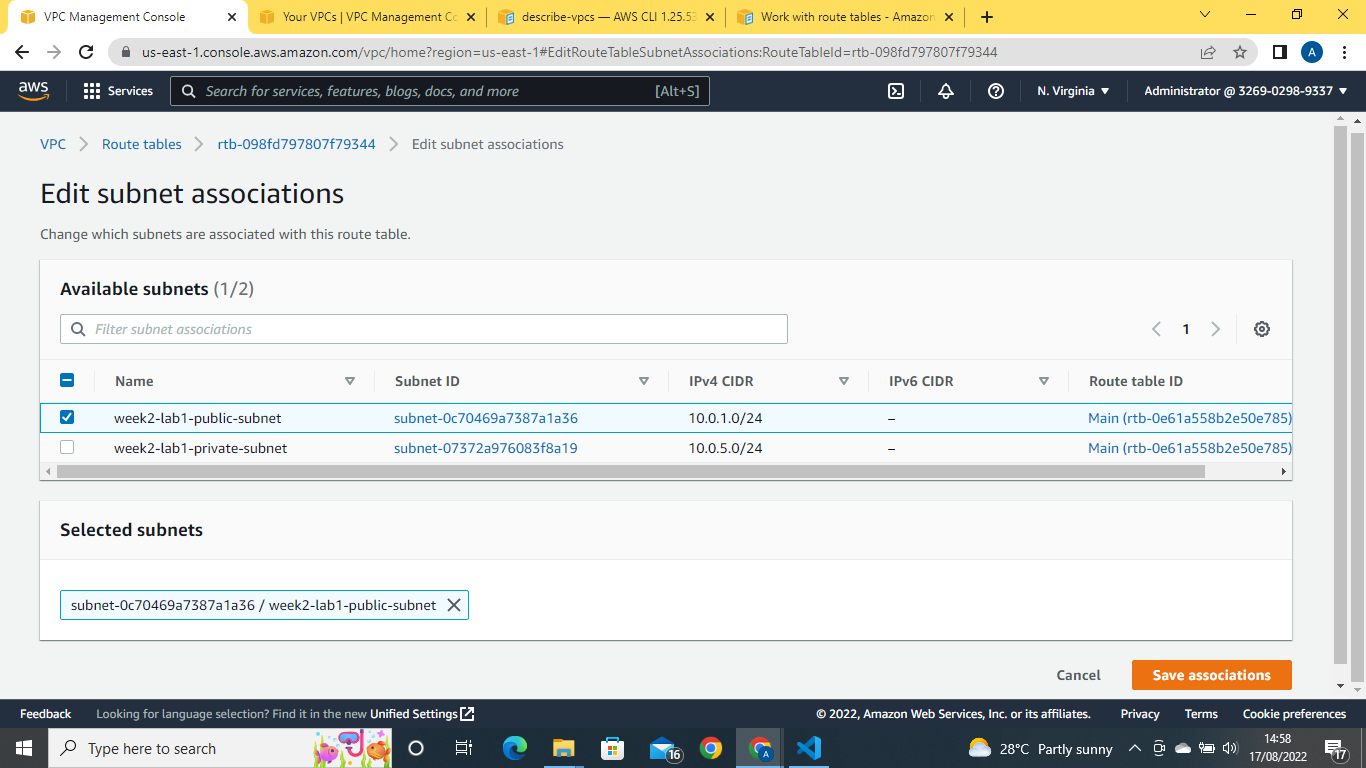 VPC Management Console
Your VPCs | VPC Management Co
describe-vpcs — AWS CLI 1.25.53
Work with route tables - Amazon
us-east-1.console.aws.amazon.com/vpc/home?region=us-east-1#EditRouteTableSubnetAssociations:RouteTableId=rtb-098fd797807f79344
A
aws
Services
Search for services, features, blogs, docs, and more
[Alt+S]
N. Virginia
Administrator @ 3269-0298-9337
VPC
Route tables
rtb-098fd797807f79344
Edit subnet associations
Edit subnet associations
Change which subnets are associated with this route table.
Available subnets (1/2)
Filter subnet associations
1
Name
Subnet ID
IPv4 CIDR
IPv6 CIDR
Route table ID
week2-lab1-public-subnet
subnet-0c70469a7387a1a36
10.0.1.0/24
–
Main (rtb-0e61a558b2e50e785)
week2-lab1-private-subnet
subnet-07372a976083f8a19
10.0.5.0/24
–
Main (rtb-0e61a558b2e50e785)
Selected subnets
subnet-0c70469a7387a1a36 / week2-lab1-public-subnet
Cancel
Save associations
Feedback
Looking for language selection? Find it in the new Unified Settings
© 2022, Amazon Web Services, Inc. or its affiliates.
Privacy
Terms
Cookie preferences
Type here to search
16
A
28°C Partly sunny
14:58
17/08/2022
17